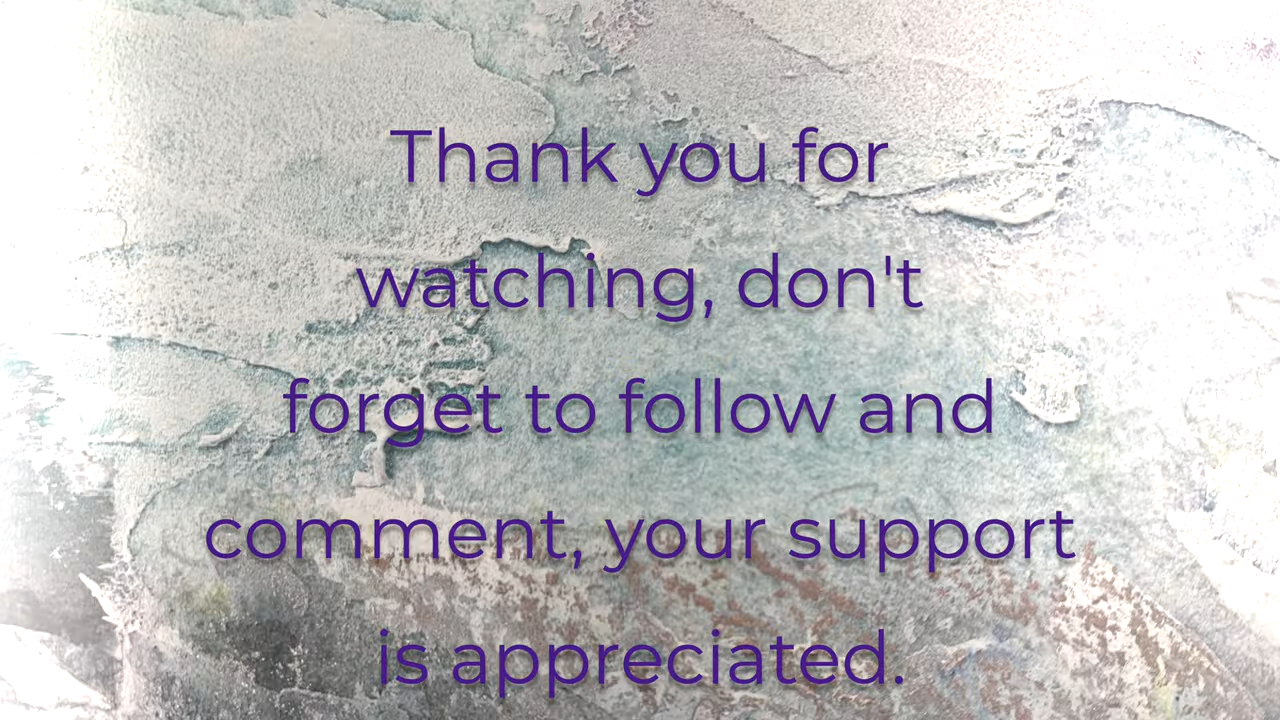 Thank you for
watching, don't
forget to follow and
comment, your support
is appreciated.